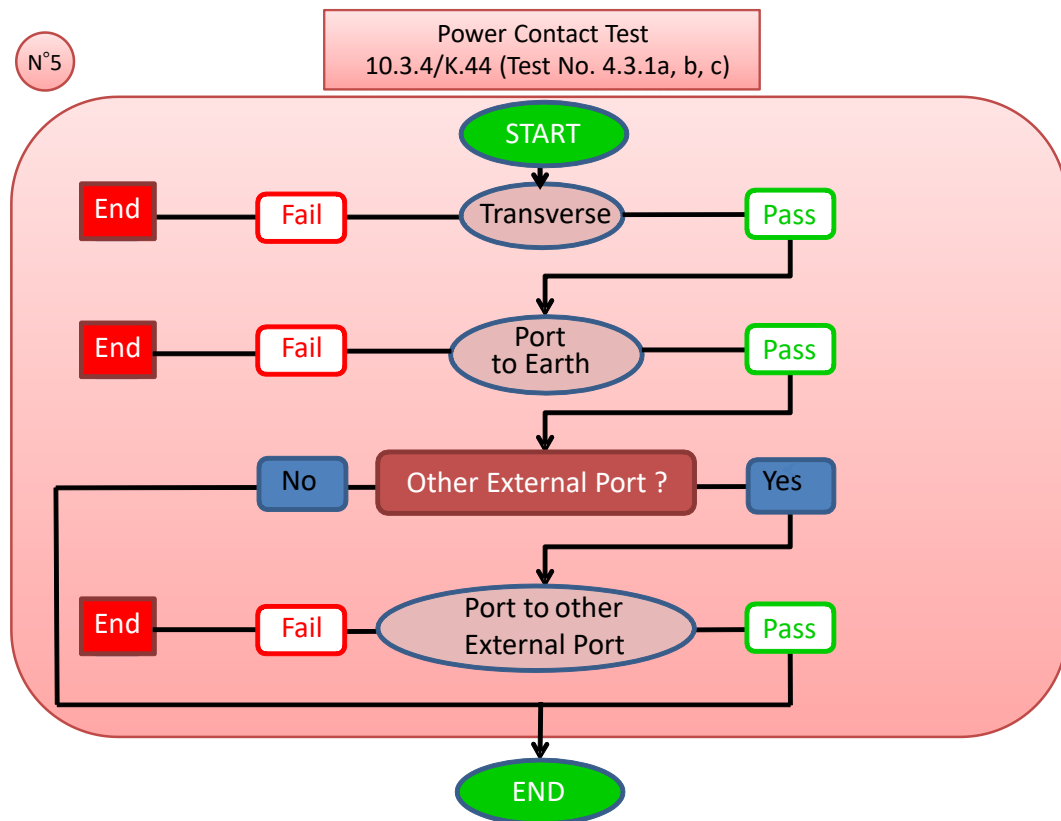 N°5
Power Contact Test
10.3.4/K.44 (Test No. 4.3.1a, b, c)
START
End
Fail
Transverse
Pass
End
Fail
Port
to Earth
Pass
No
Other External Port ?
Yes
End
Fail
Port to other
External Port
Pass
END